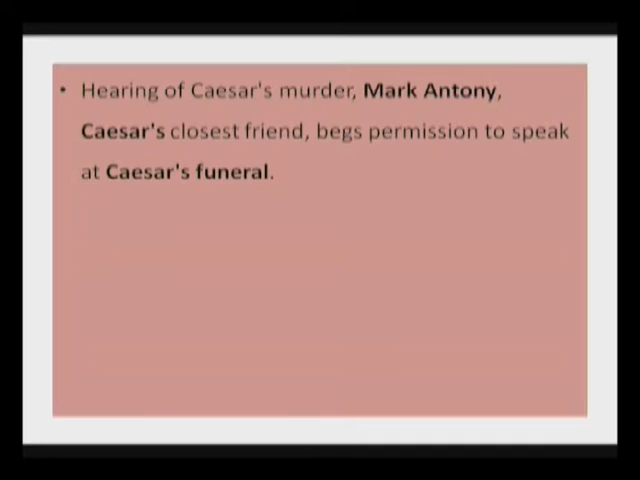 • Hearing of Caesar's murder, Mark Antony,
Caesar's closest friend, begs permission to speak
at Caesar's funeral.